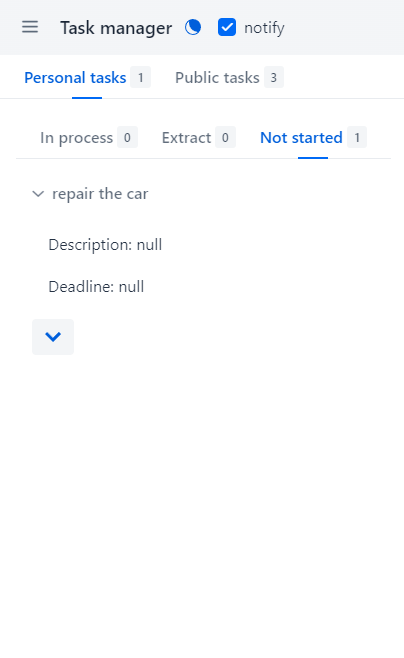 Task manager notify
Personal tasks 1 Public tasks 3
In process 0 Extract 0 Not started 1
repair the car
Description: null
Deadline: null